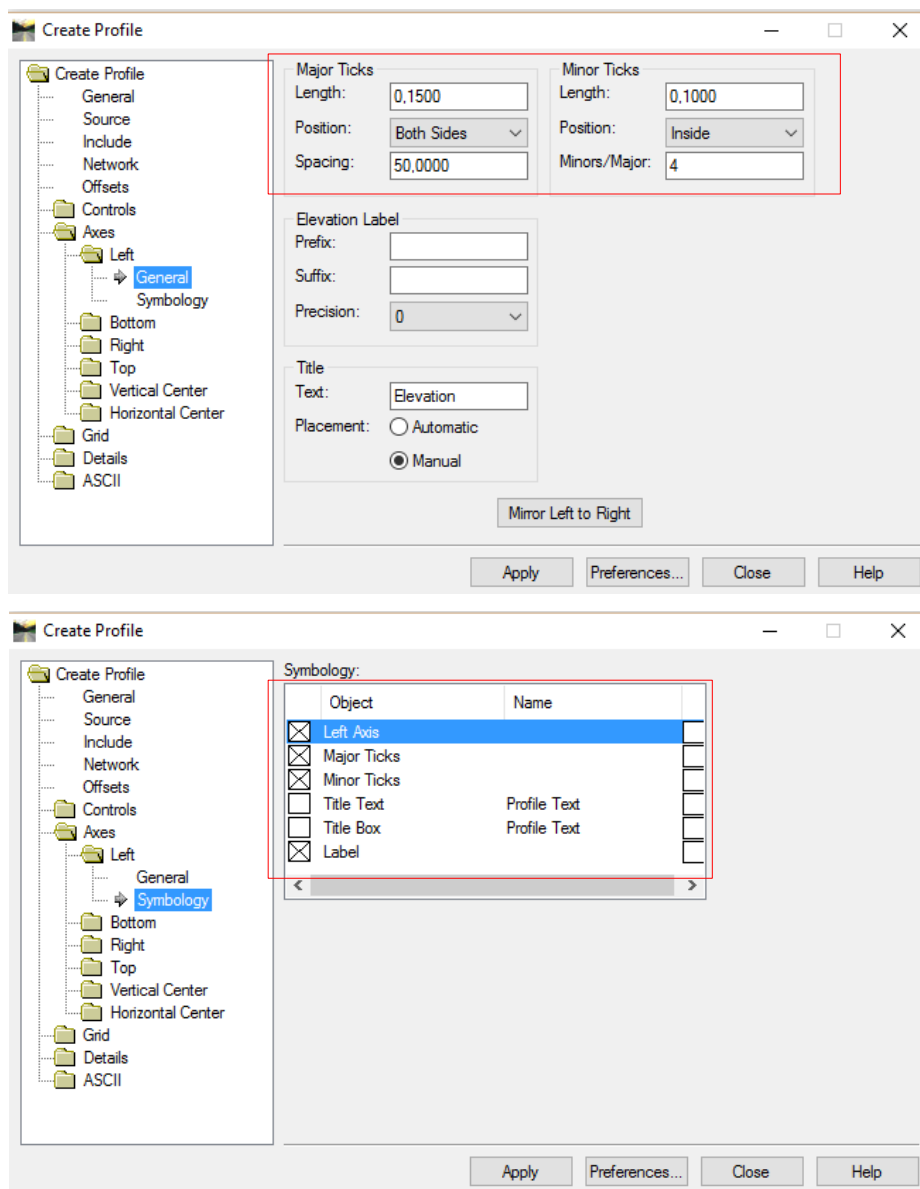 Create Profile
Create Profile
General
Source
Include
Network
Offsets
Controls
Axes
Left
General
Symbology
Bottom
Right
Top
Vertical Center
Horizontal Center
Grid
Details
ASCII
Major Ticks
Length: 0,1500
Position: Both Sides
Spacing: 50,0000
Minor Ticks
Length: 0,1000
Position: Inside
Minors/Major: 4
Elevation Label
Prefix:
Suffix:
Precision: 0
Title
Text: Elevation
Placement: Automatic
Manual
Mirror Left to Right
Apply Preferences... Close Help
Create Profile
Create Profile
General
Source
Include
Network
Offsets
Controls
Axes
Left
General
Symbology
Bottom
Right
Top
Vertical Center
Horizontal Center
Grid
Details
ASCII
Symbology:
Object Name
Left Axis
Major Ticks
Minor Ticks
Title Text Profile Text
Title Box Profile Text
Label
Apply Preferences... Close Help